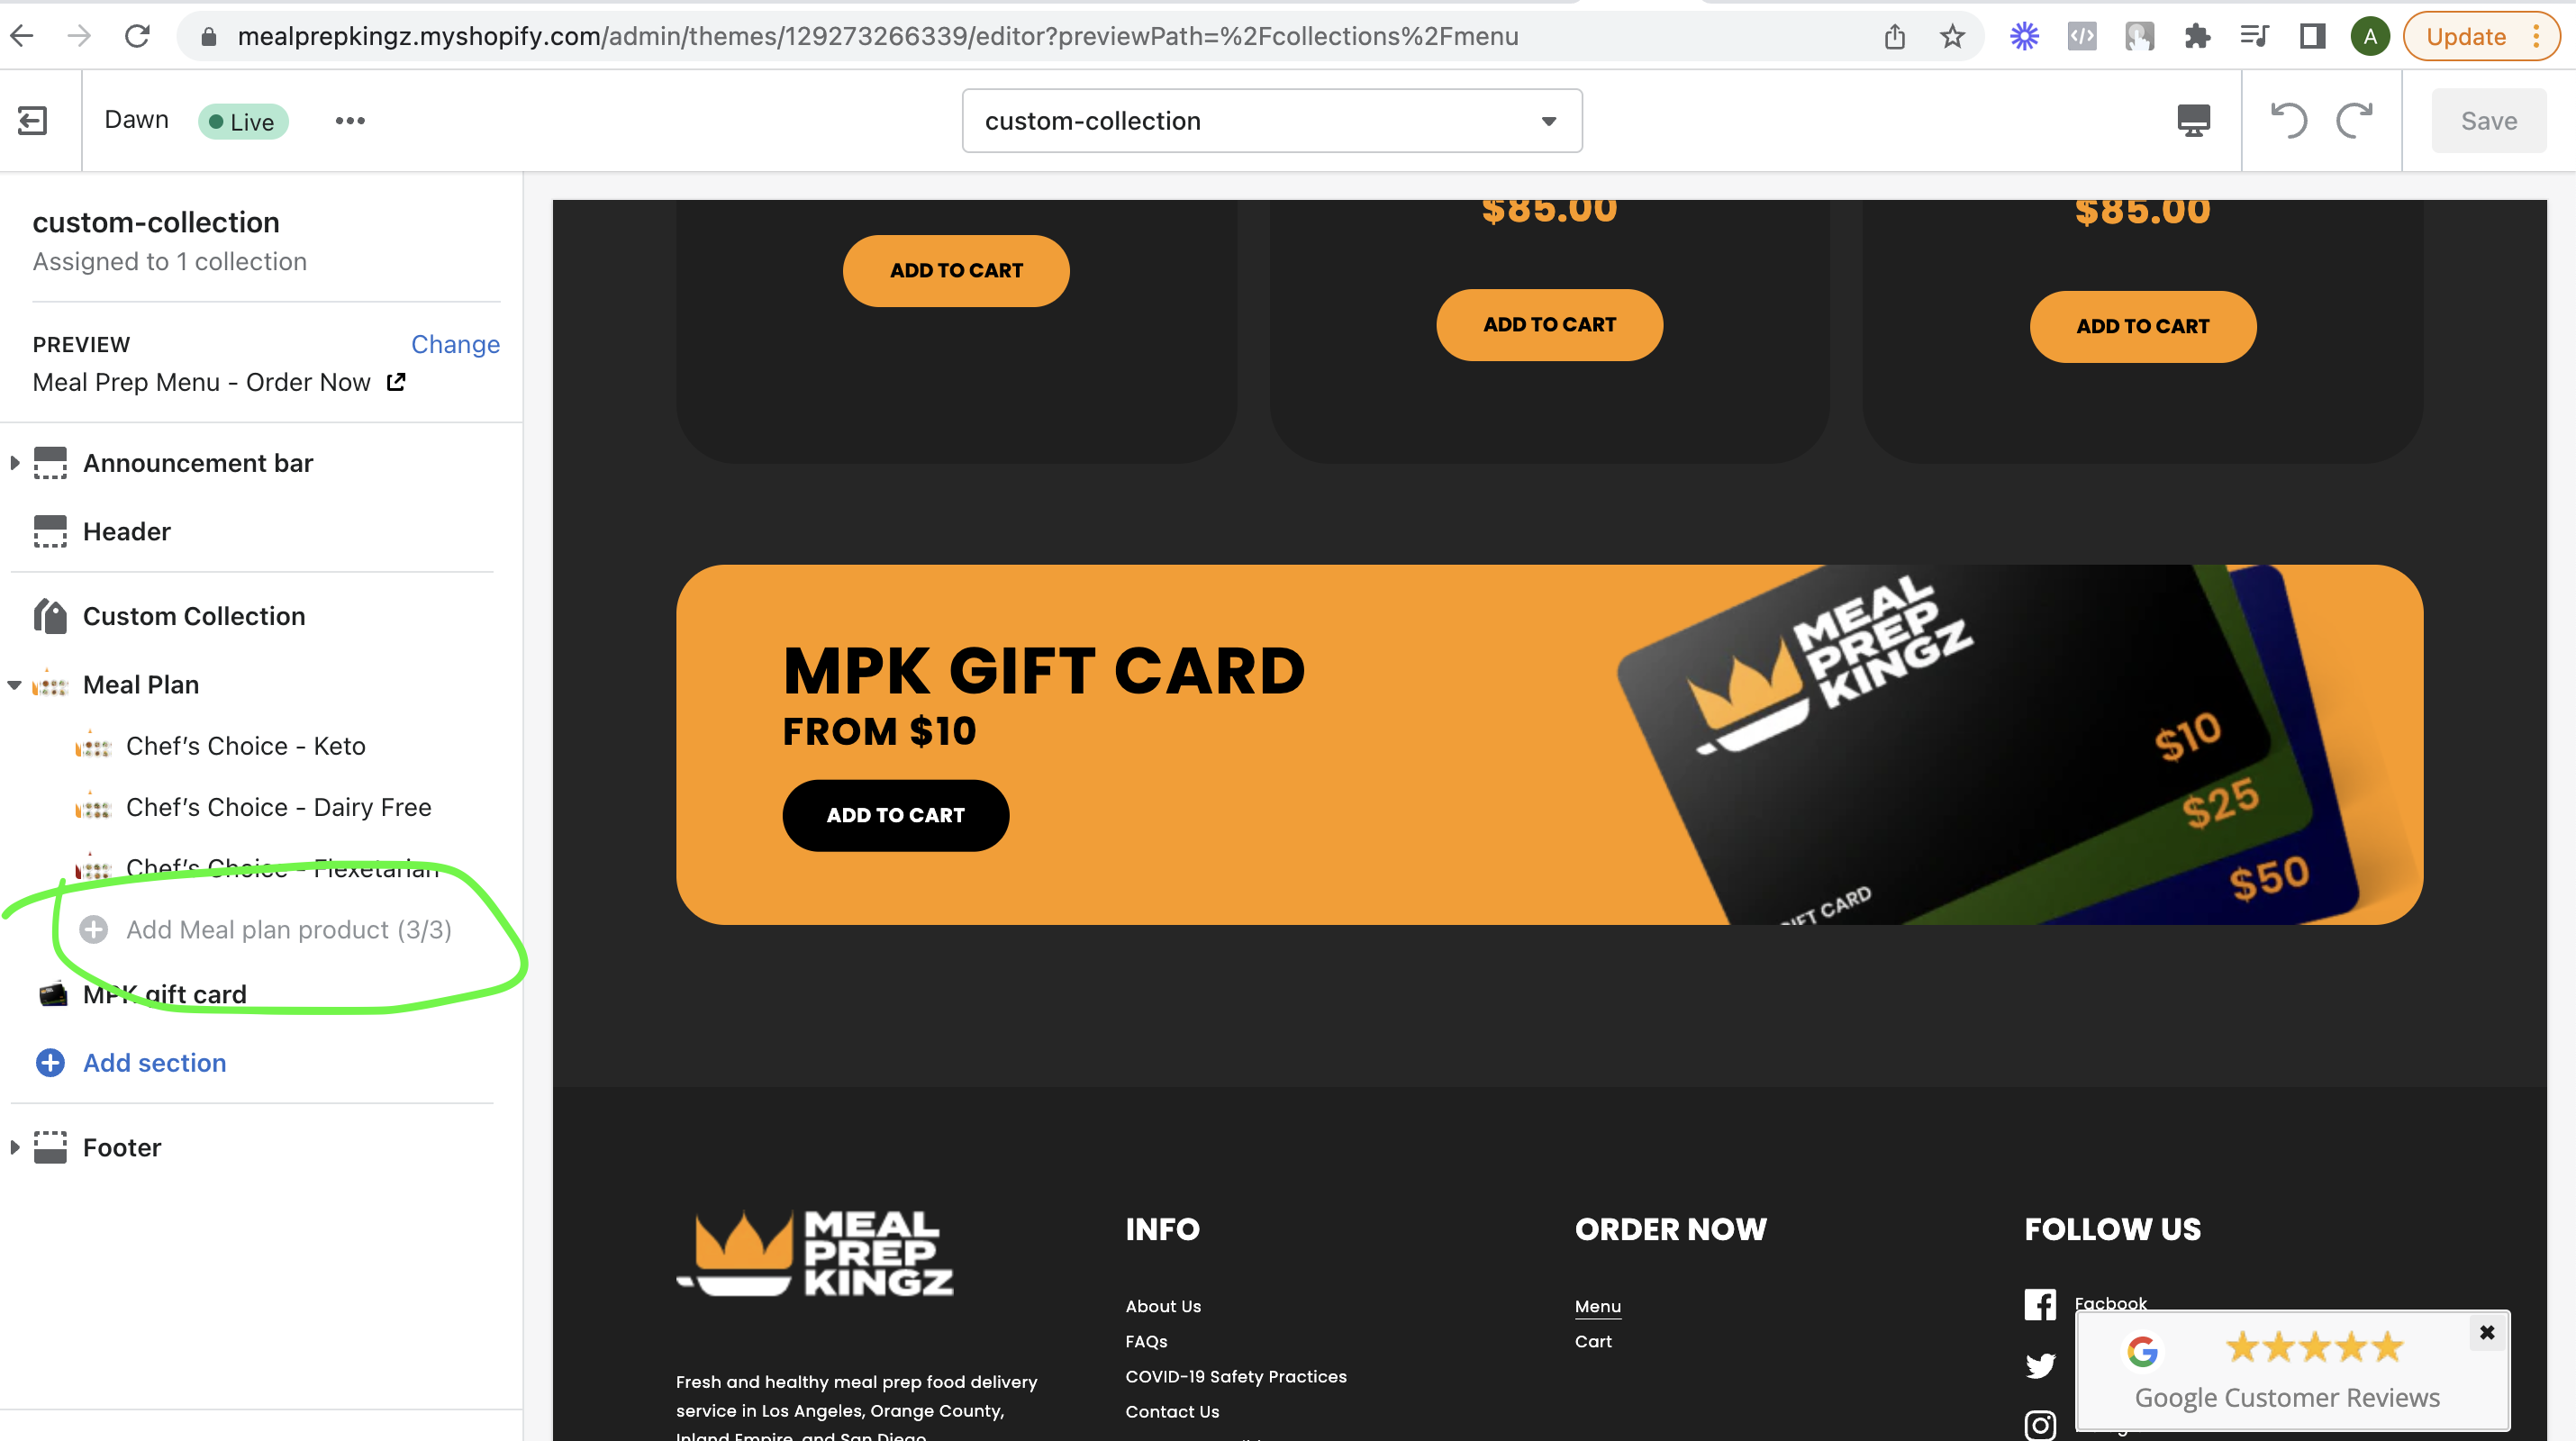 mealprepkingz.myshopify.com/admin/themes/129273266339/editor?previewPath=%2Fcollections%2Fmenu
A
Update
Dawn
Live
custom-collection
Save
custom-collection
Assigned to 1 collection
PREVIEW
Change
Meal Prep Menu - Order Now
Announcement bar
Header
Custom Collection
Meal Plan
Chef's Choice - Keto
Chef's Choice - Dairy Free
Chef's Choice - Flexetarian
Add Meal plan product (3/3)
MPK gift card
Add section
Footer
$85.00
$85.00
ADD TO CART
ADD TO CART
ADD TO CART
MPK GIFT CARD
FROM $10
ADD TO CART
MEAL
PREP
KINGZ
$10
$25
$50
GIFT CARD
MEAL
PREP
KINGZ
Fresh and healthy meal prep food delivery
service in Los Angeles, Orange County,
Inland Empire, and San Diego
INFO
About Us
FAQs
COVID-19 Safety Practices
Contact Us
ORDER NOW
Menu
Cart
FOLLOW US
Facbook
Google Customer Reviews